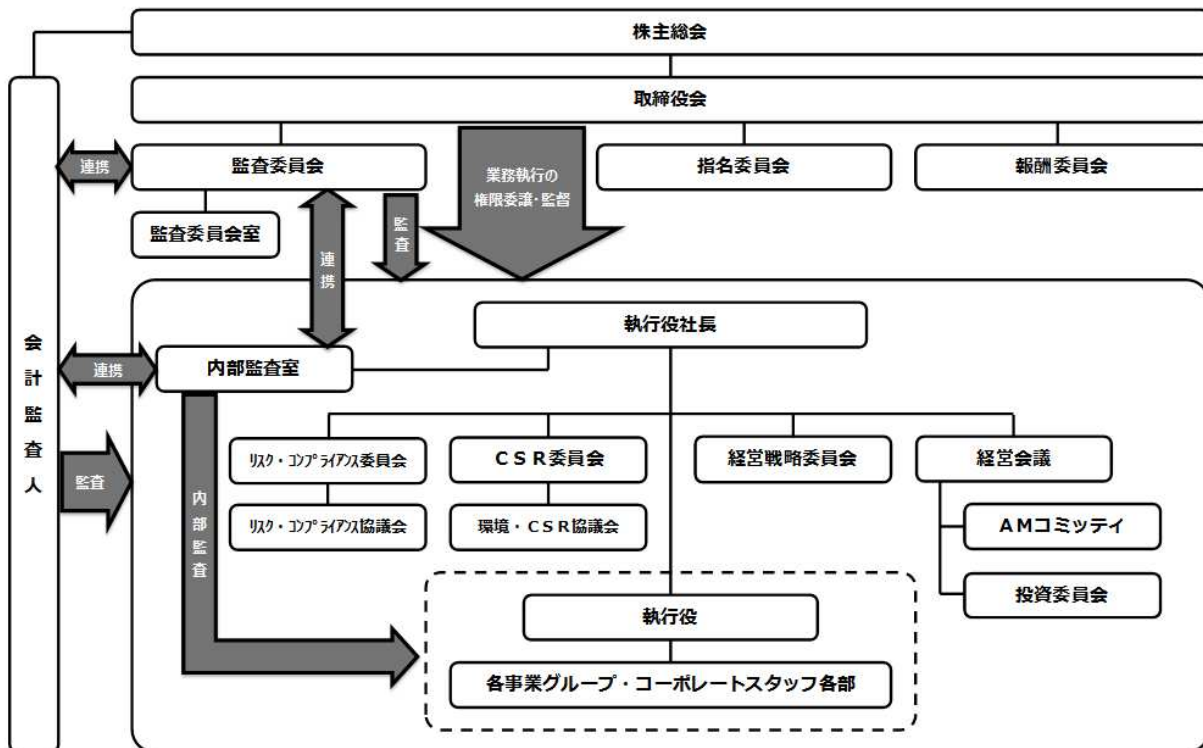 株主総会
取締役会
連携
監査委員会
業務執行の
権限委譲・監督
指名委員会
報酬委員会
監査委員会室
監査
連携
執行役社長
会計監査人
連携
内部監査室
監査
内部監査
ﾘｽｸ・ｺﾝﾌﾟﾗｲｱﾝｽ委員会
ＣＳＲ委員会
経営戦略委員会
経営会議
ﾘｽｸ・ｺﾝﾌﾟﾗｲｱﾝｽ協議会
環境・ＣＳＲ協議会
ＡＭコミッティ
投資委員会
執行役
各事業グループ・コーポレートスタッフ各部